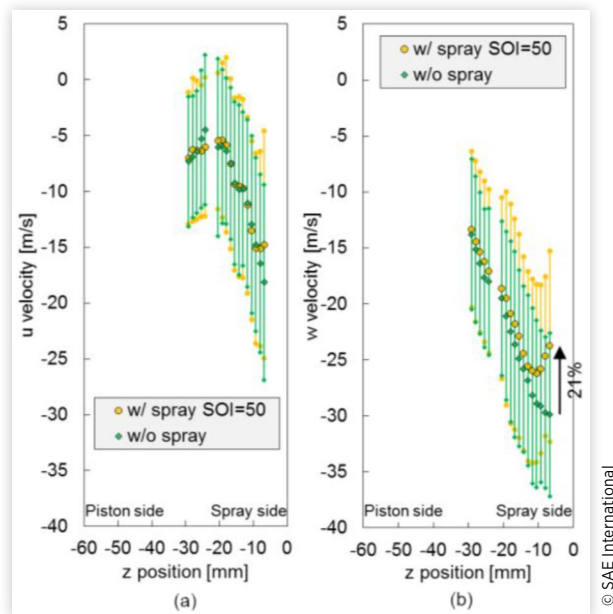 5
0
-5
-10
-15
-20
-25
-30
-35
-40
u velocity [m/s]
w/ spray SOI=50
w/o spray
Piston side
Spray side
-60 -50 -40 -30 -20 -10 0
z position [mm]
(a)
5
0
-5
-10
-15
-20
-25
-30
-35
-40
w velocity [m/s]
w/ spray SOI=50
w/o spray
21%
Piston side
Spray side
-60 -50 -40 -30 -20 -10 0
z position [mm]
(b)
© SAE International